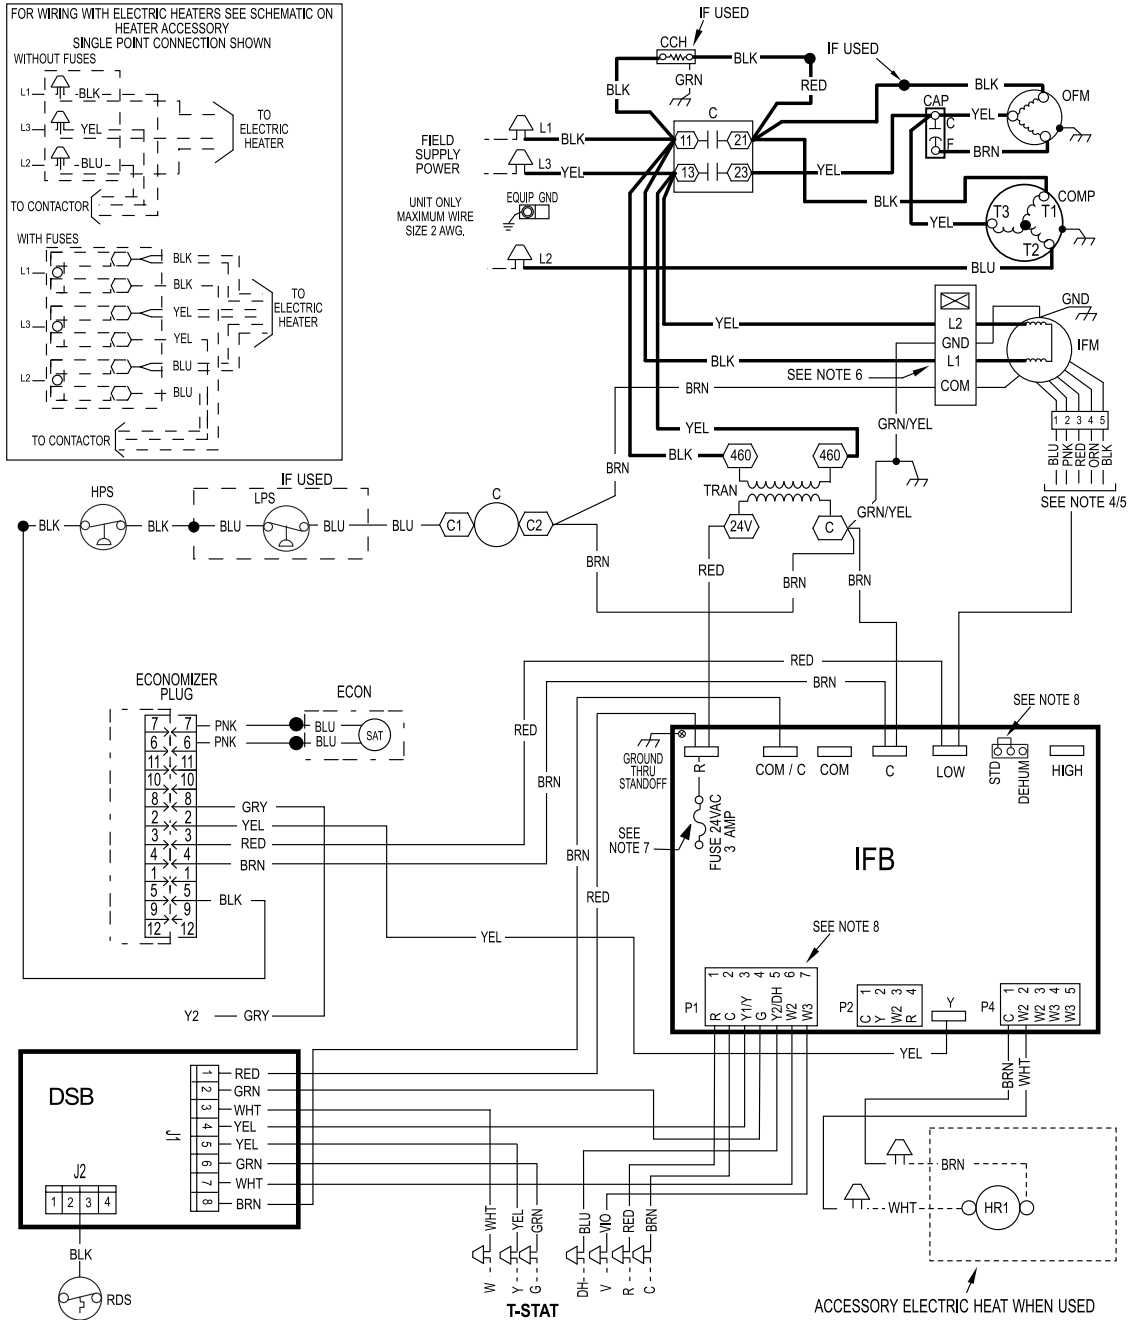 FOR WIRING WITH ELECTRIC HEATERS SEE SCHEMATIC ON
HEATER ACCESSORY
SINGLE POINT CONNECTION SHOWN
WITHOUT FUSES
L1 BLK
L3 YEL
L2 BLU
TO
ELECTRIC
HEATER
TO CONTACTOR
WITH FUSES
BLK
L1
BLK
YEL
L3
YEL
BLU
L2
BLU
TO
ELECTRIC
HEATER
TO CONTACTOR
IF USED
CCH
BLK
GRN
BLK
RED
IF USED
BLK
OFM
CAP
C
F
YEL
BRN
C
FIELD
SUPPLY
POWER
L1
BLK
11
21
L3
YEL
13
23
YEL
BLU
UNIT ONLY
MAXIMUM WIRE
SIZE 2 AWG.
EQUIP GND
BLK
YEL
COMP
T3 T1
T2
L2
BLU
YEL
BLK
BRN
SEE NOTE 6
L2
GND
L1
COM
GND
IFM
1 2 3 4 5
BLU
PNK
RED
ORN
BLK
SEE NOTE 4/5
GRN/YEL
YEL
BLK
460
460
TRAN
24V
C
GRN/YEL
BRN
HPS
BLK
BLK
IF USED
LPS
BLU
BLU
BLU
C
C1
C2
BRN
RED
BRN
BRN
ECONOMIZER
PLUG
ECON
7 7 PNK BLU
SAT
6 6 PNK BLU
11 11
10 10
8 8 GRY
2 2 YEL
3 3 RED
4 4 BRN
1 1
5 5 BLK
9 9
12 12
RED
BRN
RED
BRN
BRN
RED
YEL
Y2 GRY
SEE NOTE 8
GROUND
THRU
STANDOFF
R
COM / C
COM
C
LOW
STD
DEHUM
HIGH
SEE
NOTE 7
FUSE 24VAC
3 AMP
IFB
SEE NOTE 8
P1
1 2 3 4 5 6 7
R C Y1/Y G Y2/DH W2 W3
P2
1 2 3 4
C Y W2 R
Y
P4
1 2 3 4 5
C W2 W2 W3 W3
YEL
BRN
WHT
DSB
J1
1 RED
2 GRN
3 WHT
4 YEL
5 YEL
6 GRN
7 WHT
8 BRN
J2
1 2 3 4
BLK
RDS
WHT
YEL
GRN
BLU
VIO
RED
BRN
W
Y
G
DH
V
R
C
T-STAT
BRN
WHT
HR1
ACCESSORY ELECTRIC HEAT WHEN USED